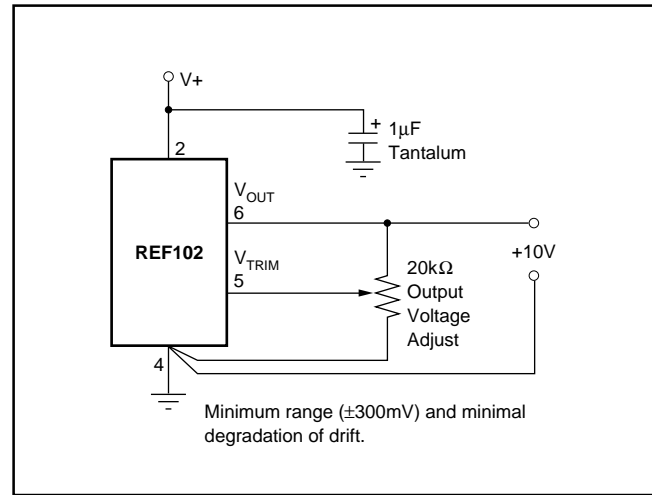 V+
+ 1µF
Tantalum
2
V_OUT
6
REF102
V_TRIM
5
20kΩ
Output
Voltage
Adjust
+10V
4
Minimum range (±300mV) and minimal
degradation of drift.